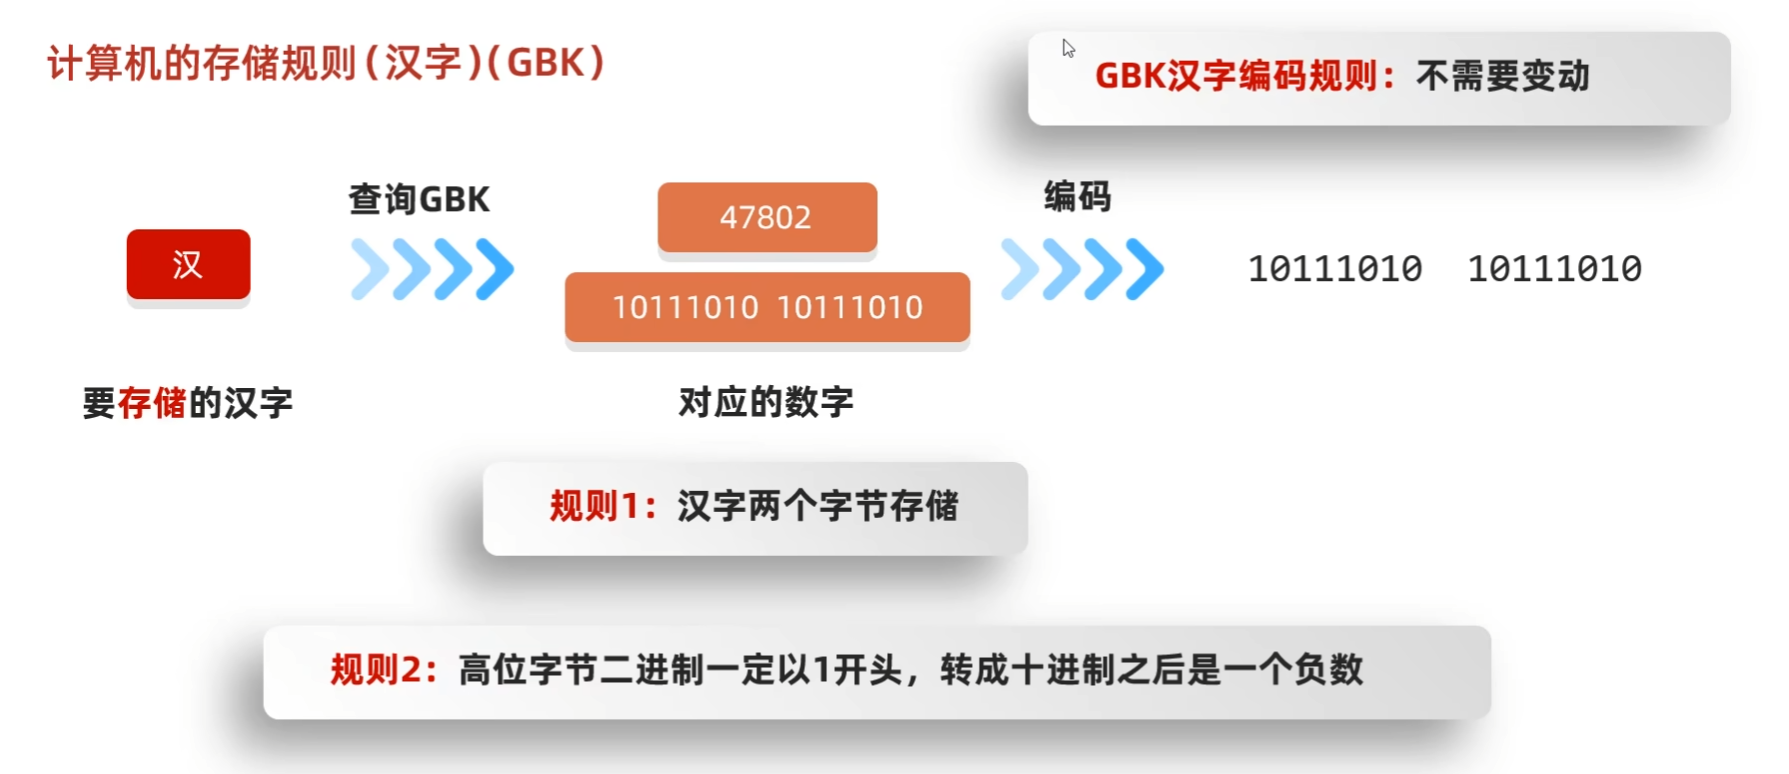 计算机的存储规则(汉字)(GBK)
GBK汉字编码规则：不需要变动
查询GBK
编码
汉
47802
10111010 10111010
10111010 10111010
要存储的汉字
对应的数字
规则1：汉字两个字节存储
规则2：高位字节二进制一定以1开头，转成十进制之后是一个负数